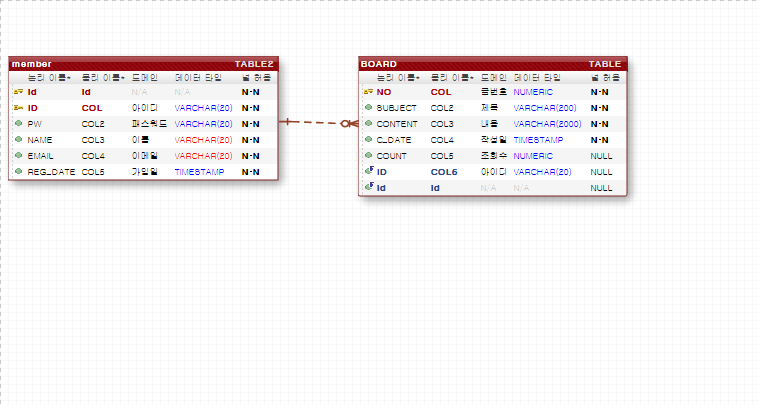 member TABLE2
논리 이름* 물리 이름* 도메인 데이터 타입 널 허용
Id Id N/A N/A N-N
ID COL 아이디 VARCHAR(20) N-N
PW COL2 패스워드 VARCHAR(20) N-N
NAME COL3 이름 VARCHAR(20) N-N
EMAIL COL4 이메일 VARCHAR(20) N-N
REG_DATE COL5 가입일 TIMESTAMP N-N
BOARD TABLE
논리 이름* 물리 이름* 도메인 데이터 타입 널 허용
NO COL 글번호 NUMERIC N-N
SUBJECT COL2 제목 VARCHAR(200) N-N
CONTENT COL3 내용 VARCHAR(2000) N-N
C_DATE COL4 작성일 TIMESTAMP N-N
COUNT COL5 조회수 NUMERIC NULL
ID COL6 아이디 VARCHAR(20) NULL
Id Id N/A N/A NULL